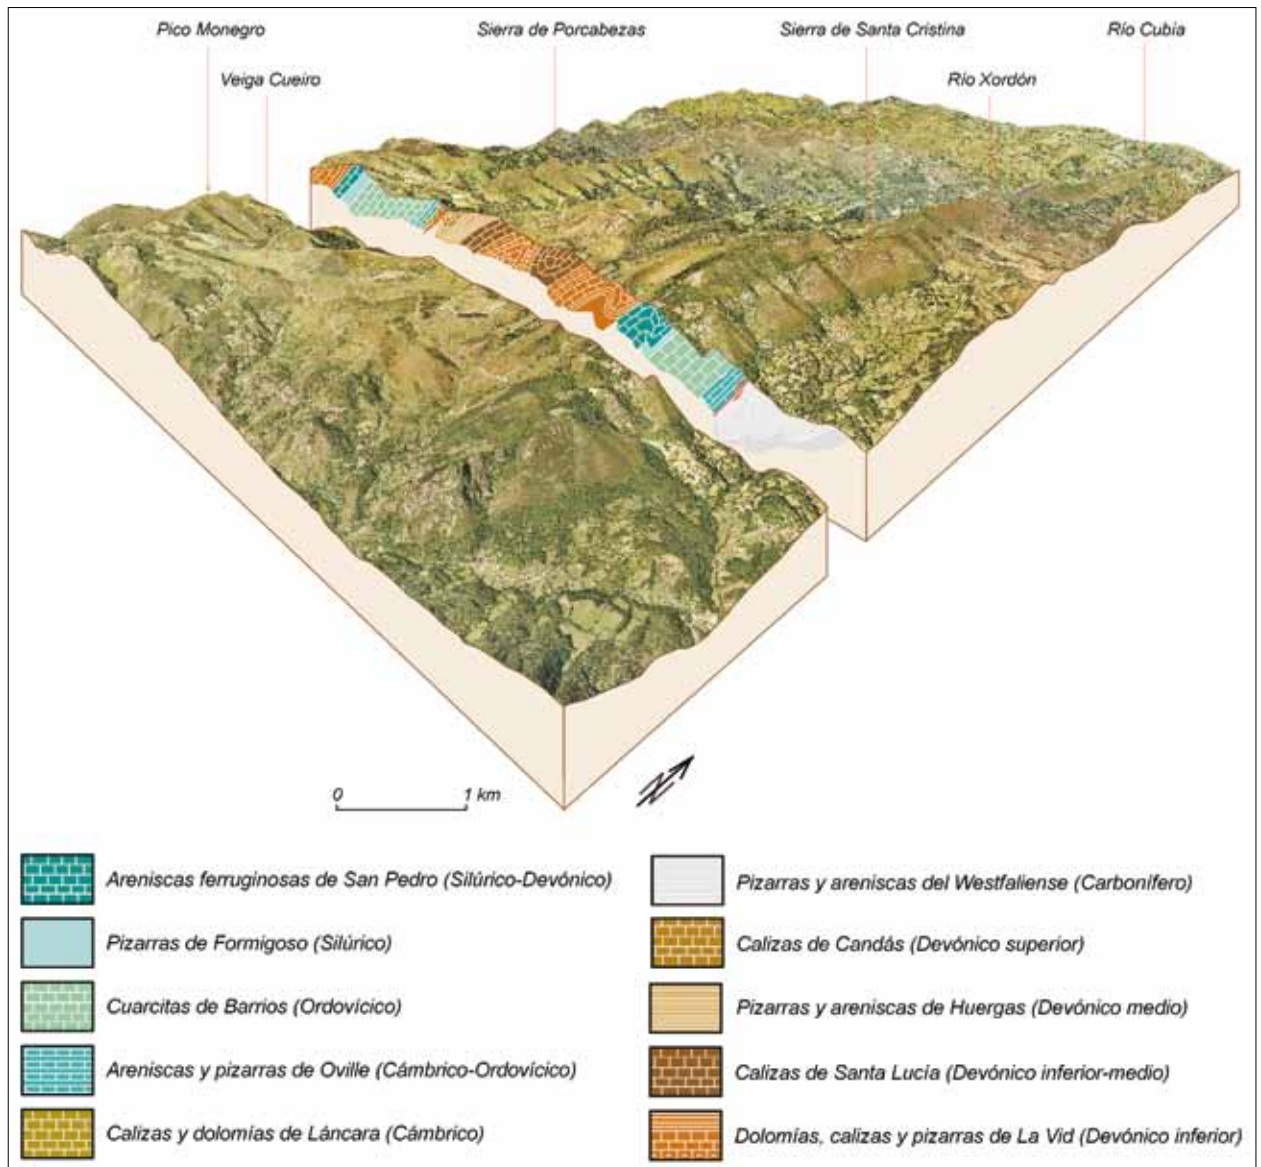 Pico Monegro
Sierra de Porcabezas
Sierra de Santa Cristina
Río Cubia
Veiga Cueiro
Río Xordón
0 1 km
N
Areniscas ferruginosas de San Pedro (Silúrico-Devónico)
Pizarras de Formigoso (Silúrico)
Cuarcitas de Barrios (Ordovícico)
Areniscas y pizarras de Oville (Cámbrico-Ordovícico)
Calizas y dolomías de Láncara (Cámbrico)
Pizarras y areniscas del Westfaliense (Carbonífero)
Calizas de Candás (Devónico superior)
Pizarras y areniscas de Huergas (Devónico medio)
Calizas de Santa Lucía (Devónico inferior-medio)
Dolomías, calizas y pizarras de La Vid (Devónico inferior)